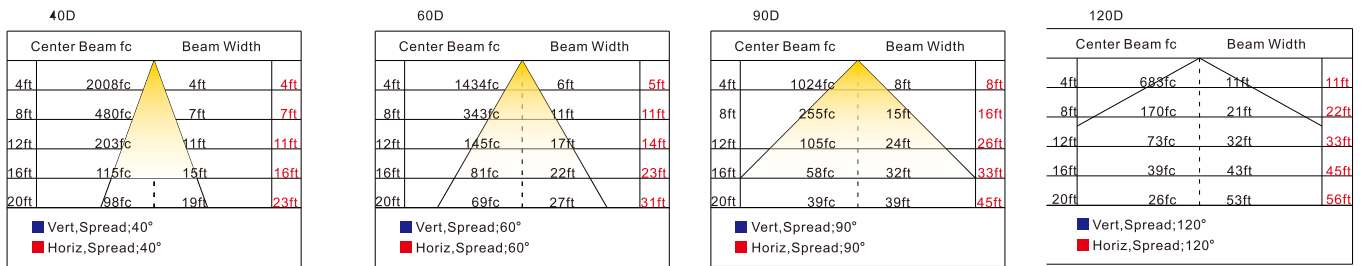 40D
Center Beam fc Beam Width
4ft 2008fc 4ft 4ft
8ft 480fc 7ft 7ft
12ft 203fc 11ft 11ft
16ft 115fc 15ft 16ft
20ft 98fc 19ft 23ft
Vert,Spread;40°
Horiz,Spread;40°
60D
Center Beam fc Beam Width
4ft 1434fc 6ft 5ft
8ft 343fc 11ft 11ft
12ft 145fc 17ft 14ft
16ft 81fc 22ft 23ft
20ft 69fc 27ft 31ft
Vert,Spread;60°
Horiz,Spread;60°
90D
Center Beam fc Beam Width
4ft 1024fc 8ft 8ft
8ft 255fc 15ft 16ft
12ft 105fc 24ft 26ft
16ft 58fc 32ft 33ft
20ft 39fc 39ft 45ft
Vert,Spread;90°
Horiz,Spread;90°
120D
Center Beam fc Beam Width
4ft 683fc 11ft 11ft
8ft 170fc 21ft 22ft
12ft 73fc 32ft 33ft
16ft 39fc 43ft 45ft
20ft 26fc 53ft 56ft
Vert,Spread;120°
Horiz,Spread;120°